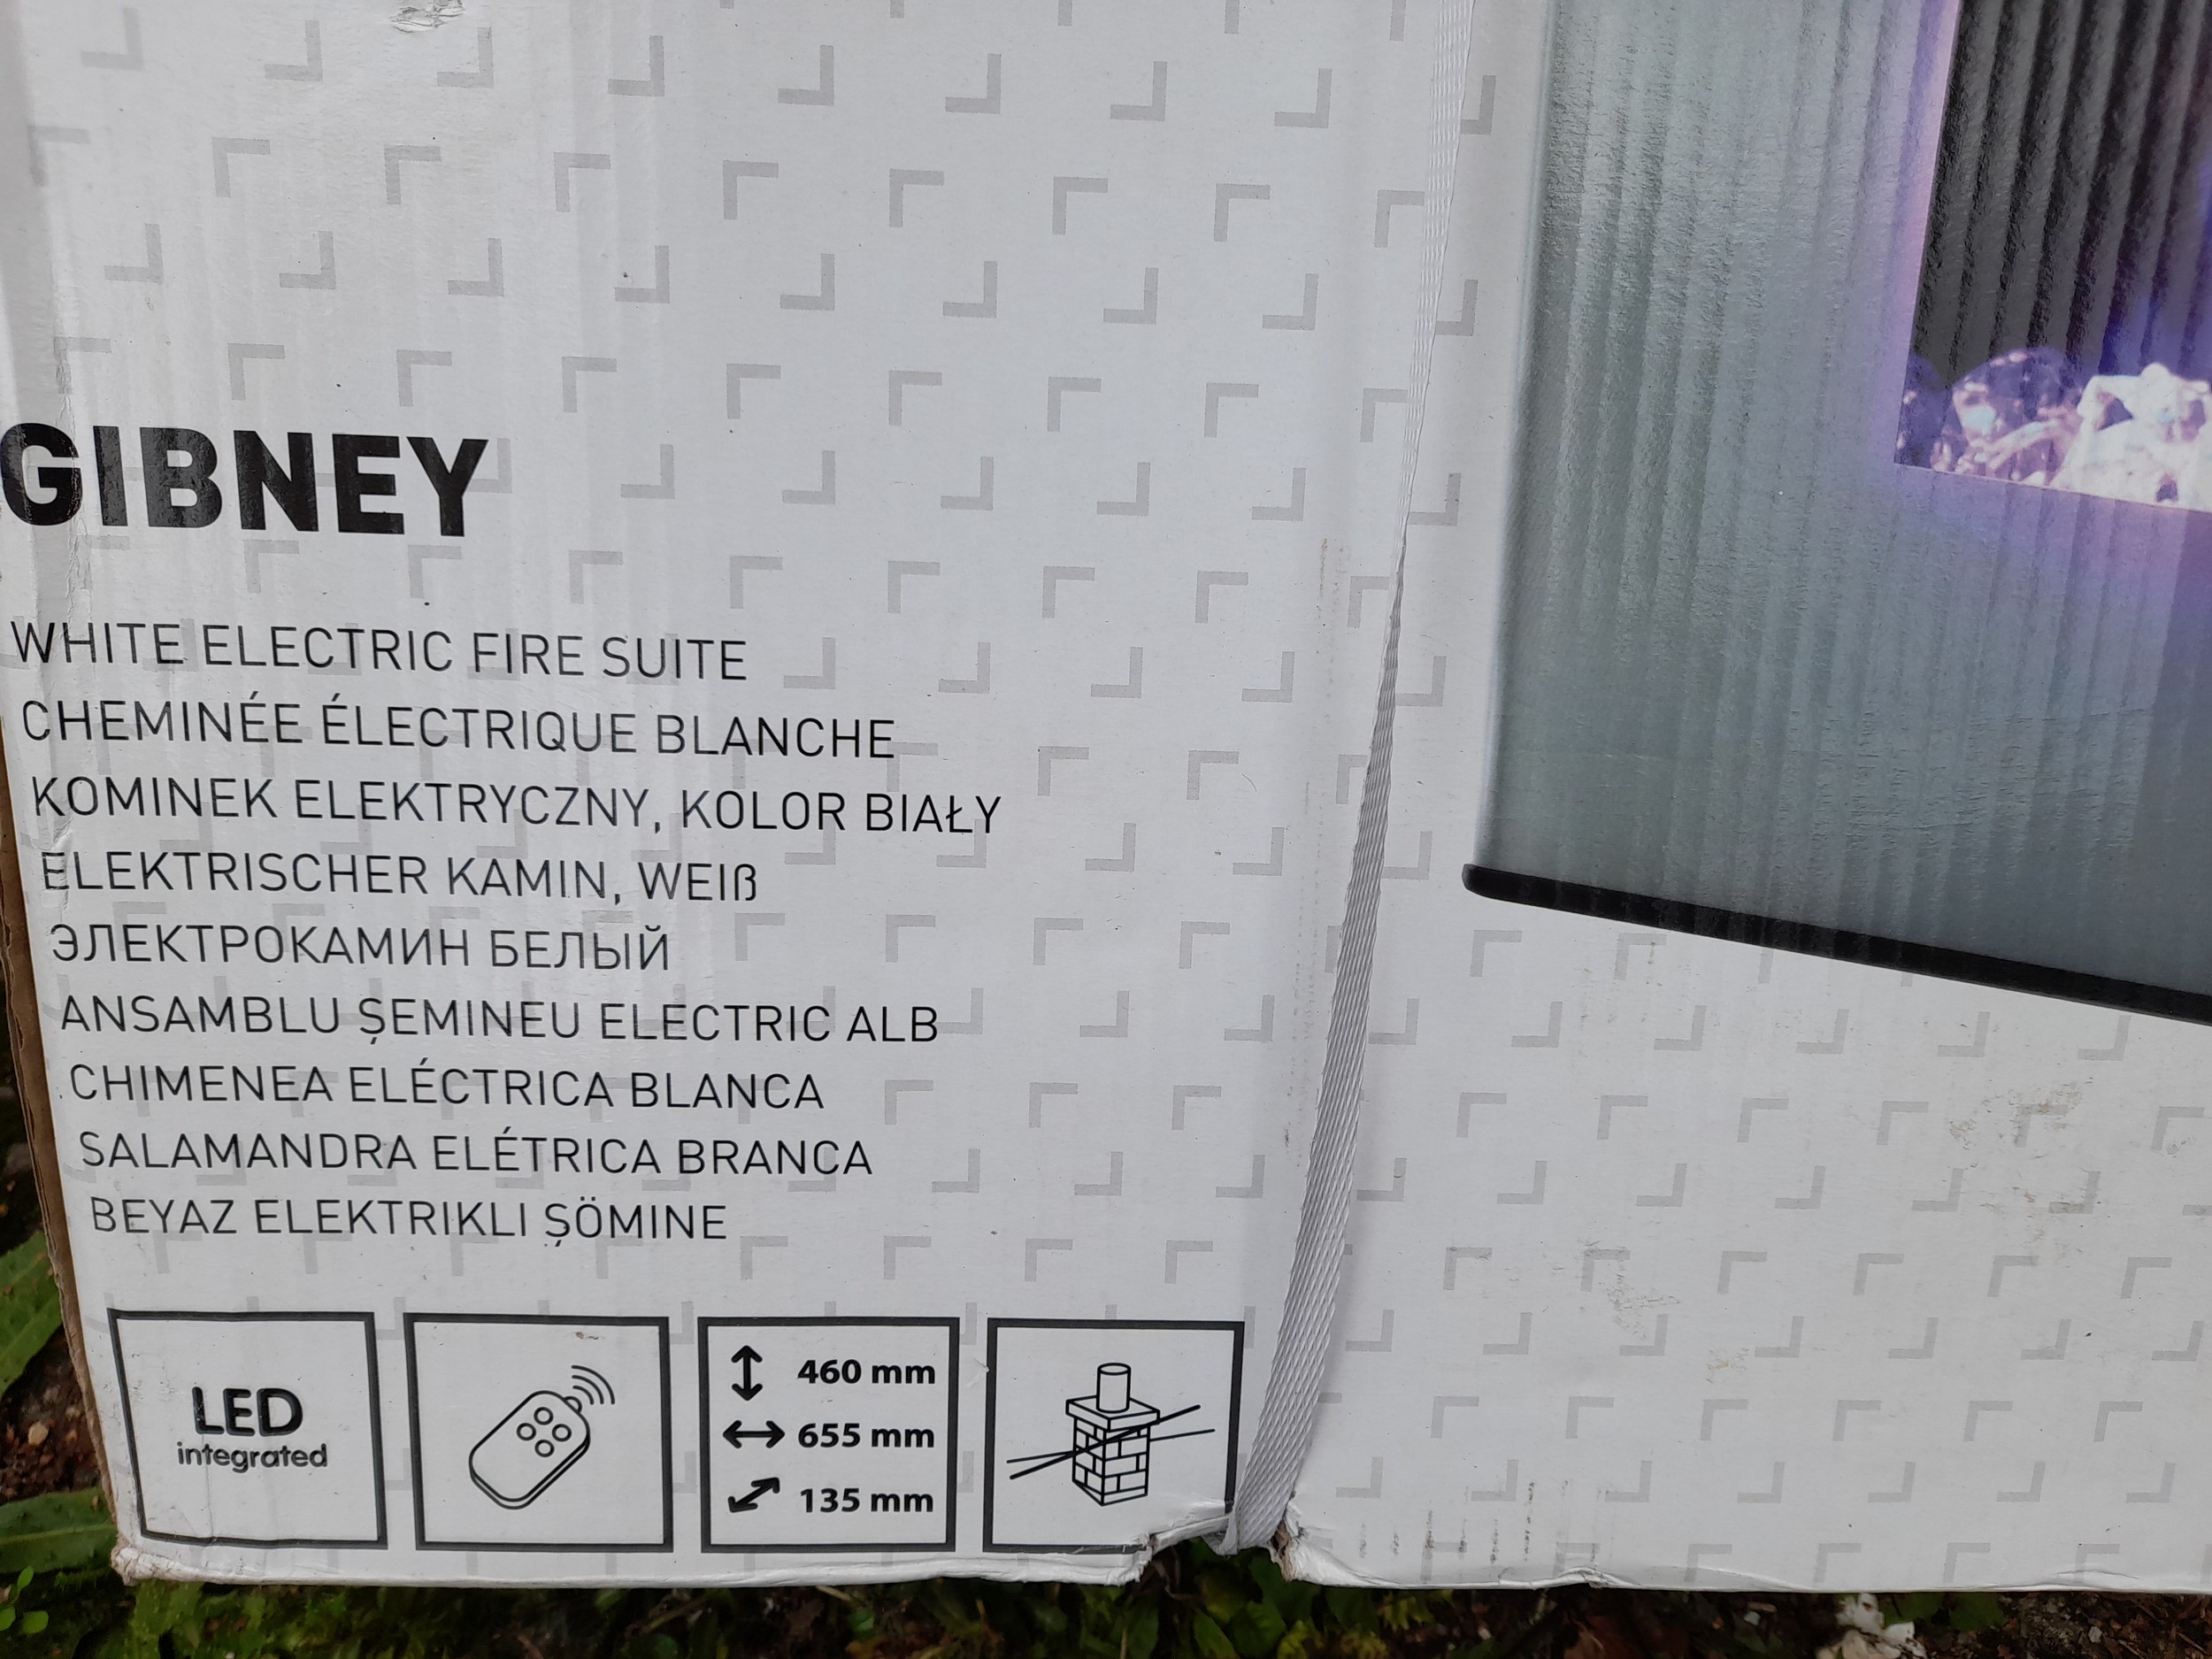 GIBNEY
WHITE ELECTRIC FIRE SUITE
CHEMINÉE ÉLECTRIQUE BLANCHE
KOMINEK ELEKTRYCZNY, KOLOR BIAŁY
ELEKTRISCHER KAMIN, WEIß
ЭЛЕКТРОКАМИН БЕЛЫЙ
ANSAMBLU ȘEMINEU ELECTRIC ALB
CHIMENEA ELÉCTRICA BLANCA
SALAMANDRA ELÉTRICA BRANCA
BEYAZ ELEKTRIKLI ȘÖMINE
LED
integrated
460 mm
655 mm
135 mm